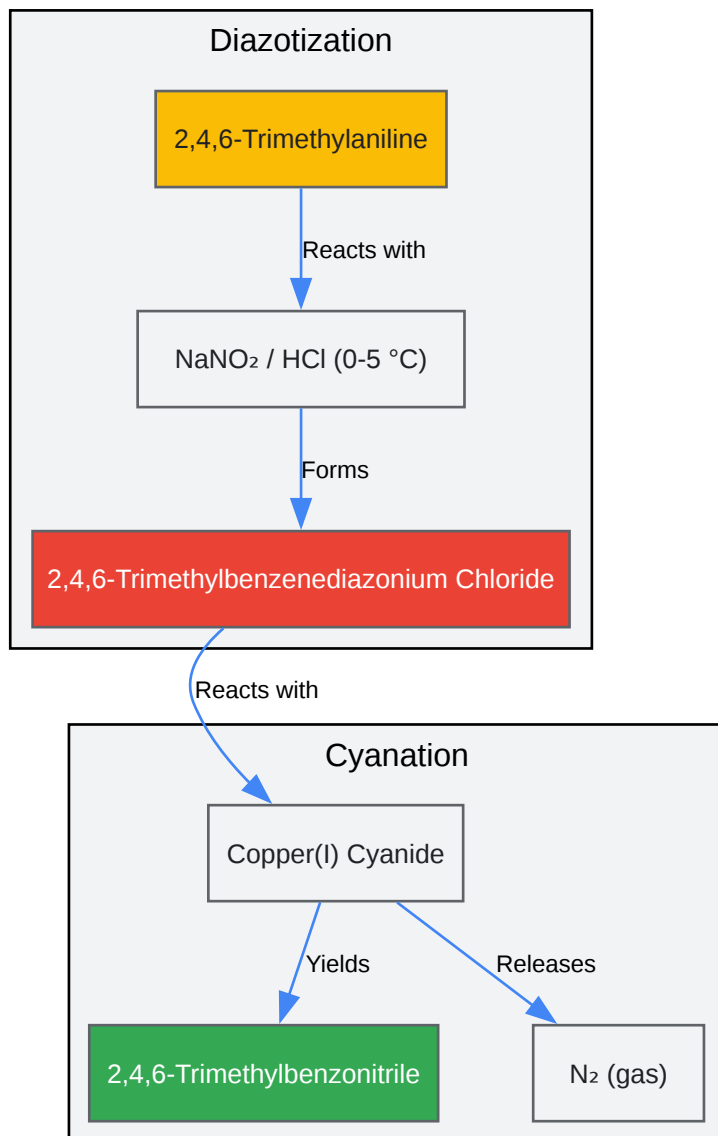 Diazotization
2,4,6-Trimethylaniline
Reacts with
NaNO₂ / HCl (0-5 °C)
Forms
2,4,6-Trimethylbenzenediazonium Chloride
Reacts with
Cyanation
Copper(I) Cyanide
Yields
Releases
2,4,6-Trimethylbenzonitrile
N₂ (gas)